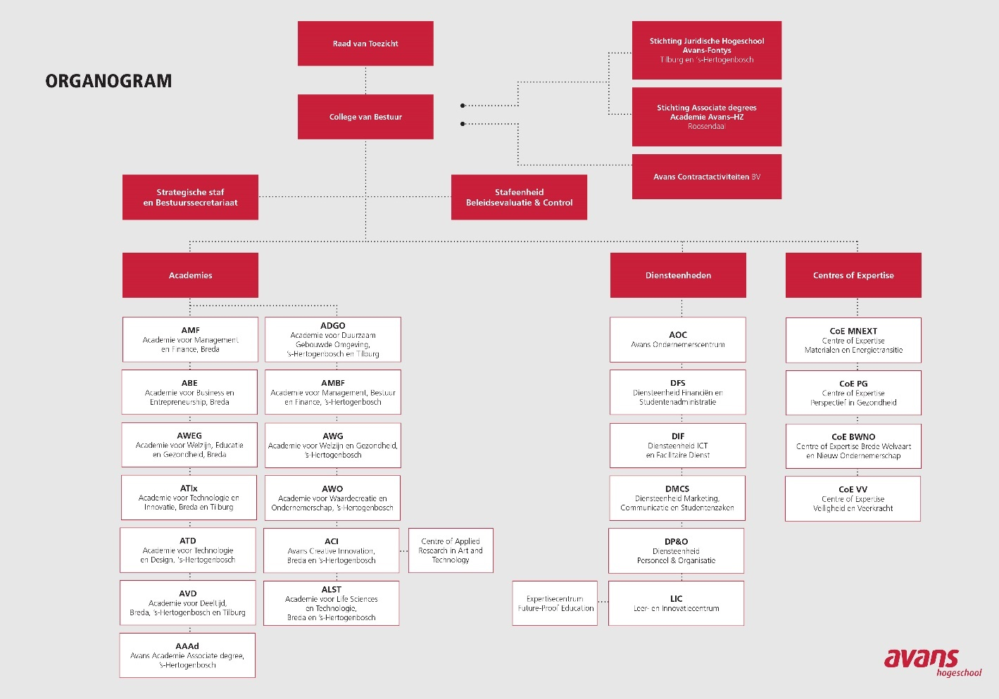 ORGANOGRAM
Raad van Toezicht
College van Bestuur
Stichting Juridische Hogeschool
Avans-Fontys
Tilburg en 's-Hertogenbosch
Stichting Associate degrees
Academie Avans–HZ
Roosendaal
Avans Contractactiviteiten BV
Strategische staf
en Bestuurssecretariaat
Stafeenheid
Beleidsevaluatie & Control
Academies
Diensteenheden
Centres of Expertise
AMF
Academie voor Management
en Finance, Breda
ABE
Academie voor Business en
Entrepreneurship, Breda
AWEG
Academie voor Welzijn, Educatie
en Gezondheid, Breda
ATIx
Academie voor Technologie en
Innovatie, Breda en Tilburg
ATD
Academie voor Technologie
en Design, 's-Hertogenbosch
AVD
Academie voor Deeltijd,
Breda, 's-Hertogenbosch en Tilburg
AAAd
Avans Academie Associate degree,
's-Hertogenbosch
ADGO
Academie voor Duurzaam
Gebouwde Omgeving,
's-Hertogenbosch en Tilburg
AMBF
Academie voor Management, Bestuur
en Finance, 's-Hertogenbosch
AWG
Academie voor Welzijn en Gezondheid,
's-Hertogenbosch
AWO
Academie voor Waardecreatie en
Ondernemerschap, 's-Hertogenbosch
ACI
Avans Creative Innovation,
Breda en 's-Hertogenbosch
Centre of Applied
Research in Art and
Technology
ALST
Academie voor Life Sciences
en Technologie,
Breda en 's-Hertogenbosch
AOC
Avans Ondernemerscentrum
DFS
Diensteenheid Financiën en
Studentenadministratie
DIF
Diensteenheid ICT
en Facilitaire Dienst
DMCS
Diensteenheid Marketing,
Communicatie en Studentenzaken
DP&O
Diensteenheid
Personeel & Organisatie
Expertisecentrum
Future-Proof Education
LIC
Leer- en Innovatiecentrum
CoE MNEXT
Centre of Expertise
Materialen en Energietransitie
CoE PG
Centre of Expertise
Perspectief in Gezondheid
CoE BWNO
Centre of Expertise Brede Welvaart
en Nieuw Ondernemerschap
CoE VV
Centre of Expertise
Veiligheid en Veerkracht
avans
hogeschool